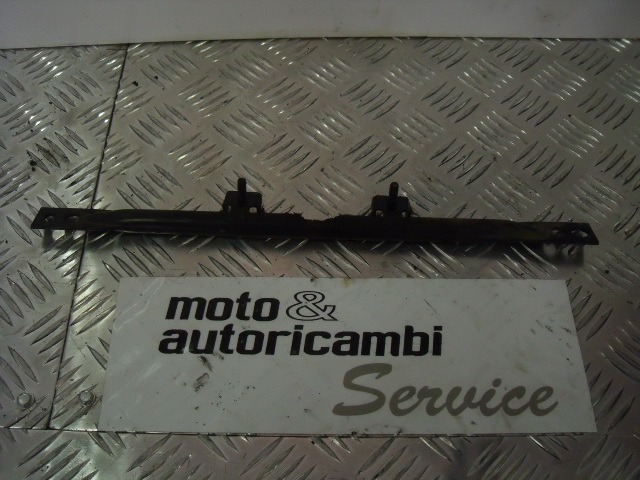 moto &
autoricambi
Service